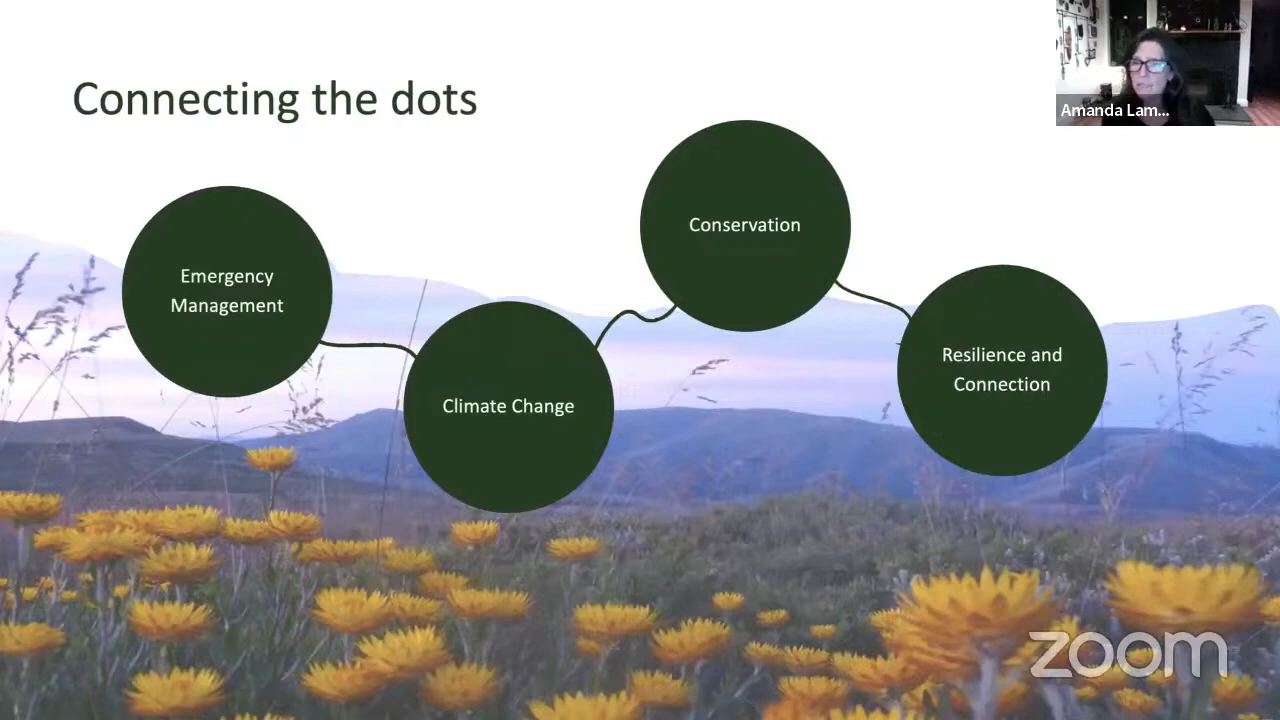 Connecting the dots
Amanda Lam...
Conservation
Emergency
Management
Resilience and
Connection
Climate Change
zoom